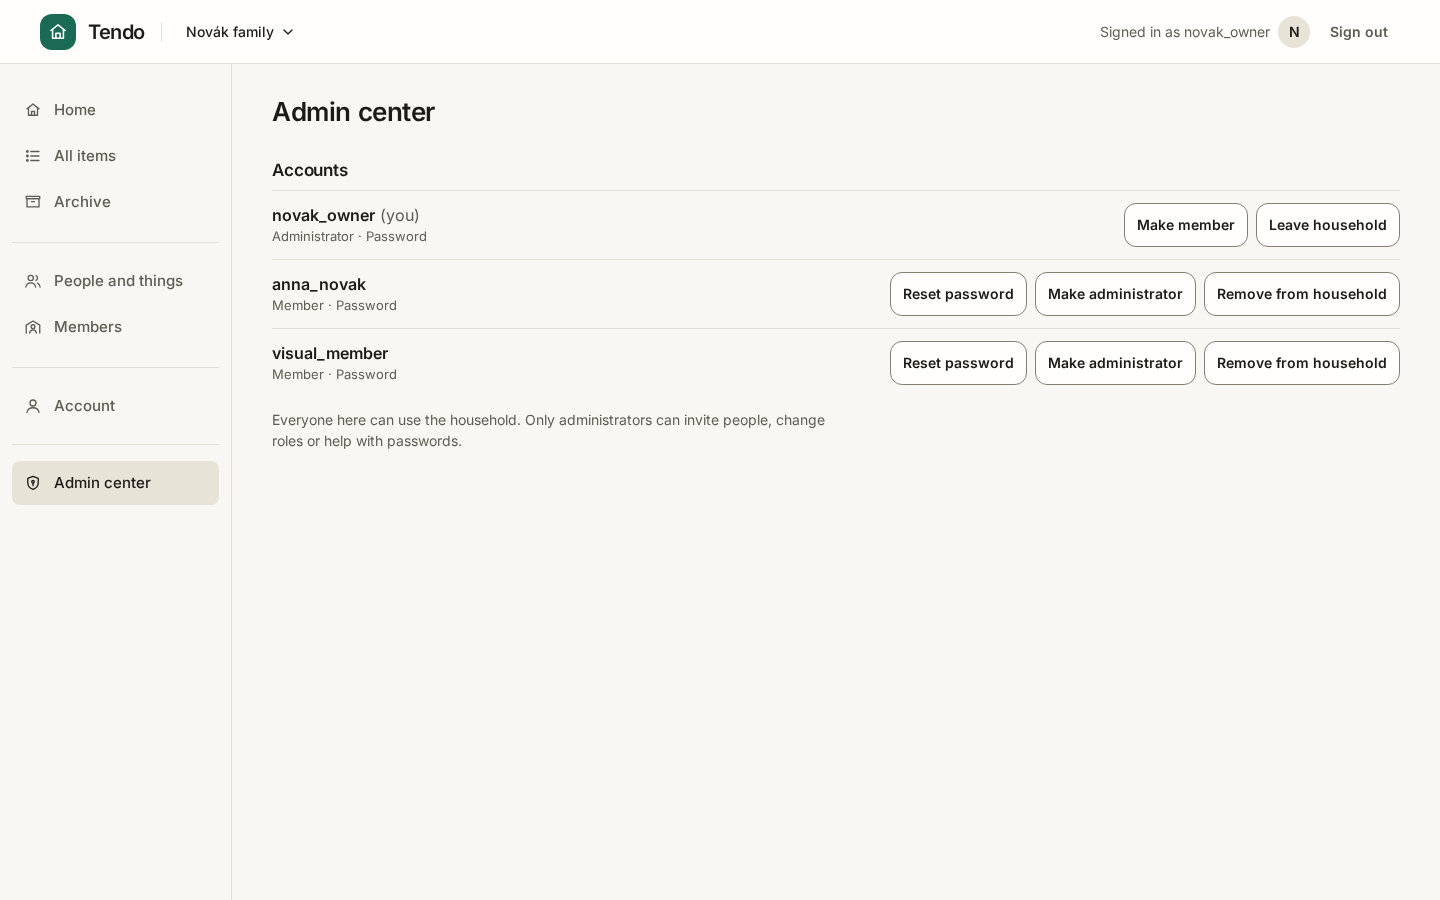 Tendo
Novák family
Signed in as novak_owner
N
Sign out
Home
All items
Archive
People and things
Members
Account
Admin center
Admin center
Accounts
novak_owner (you)
Administrator · Password
Make member
Leave household
anna_novak
Member · Password
Reset password
Make administrator
Remove from household
visual_member
Member · Password
Reset password
Make administrator
Remove from household
Everyone here can use the household. Only administrators can invite people, change
roles or help with passwords.